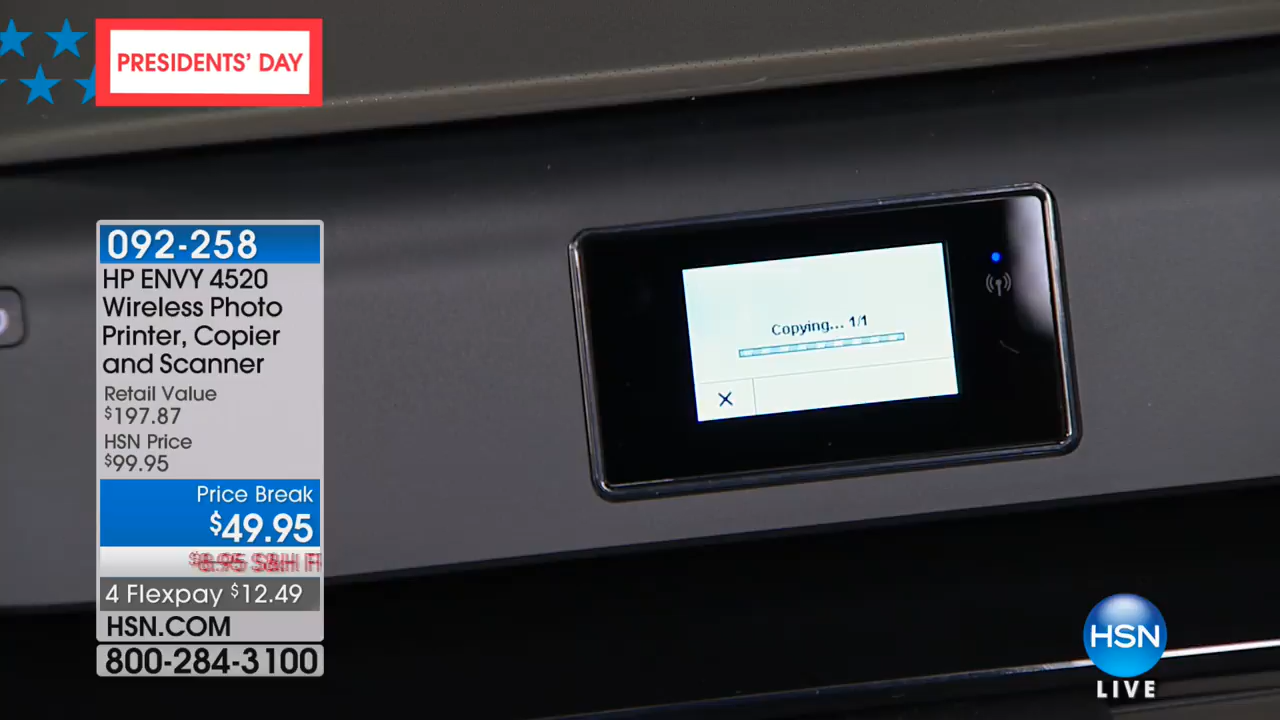 PRESIDENTS' DAY
092-258
HP ENVY 4520
Wireless Photo
Printer, Copier
and Scanner
Retail Value
$197.87
HSN Price
$99.95
Price Break
$49.95
S&H
4 Flexpay $12.49
HSN.COM
800-284-3100
Copying... 1/1
HSN
LIVE